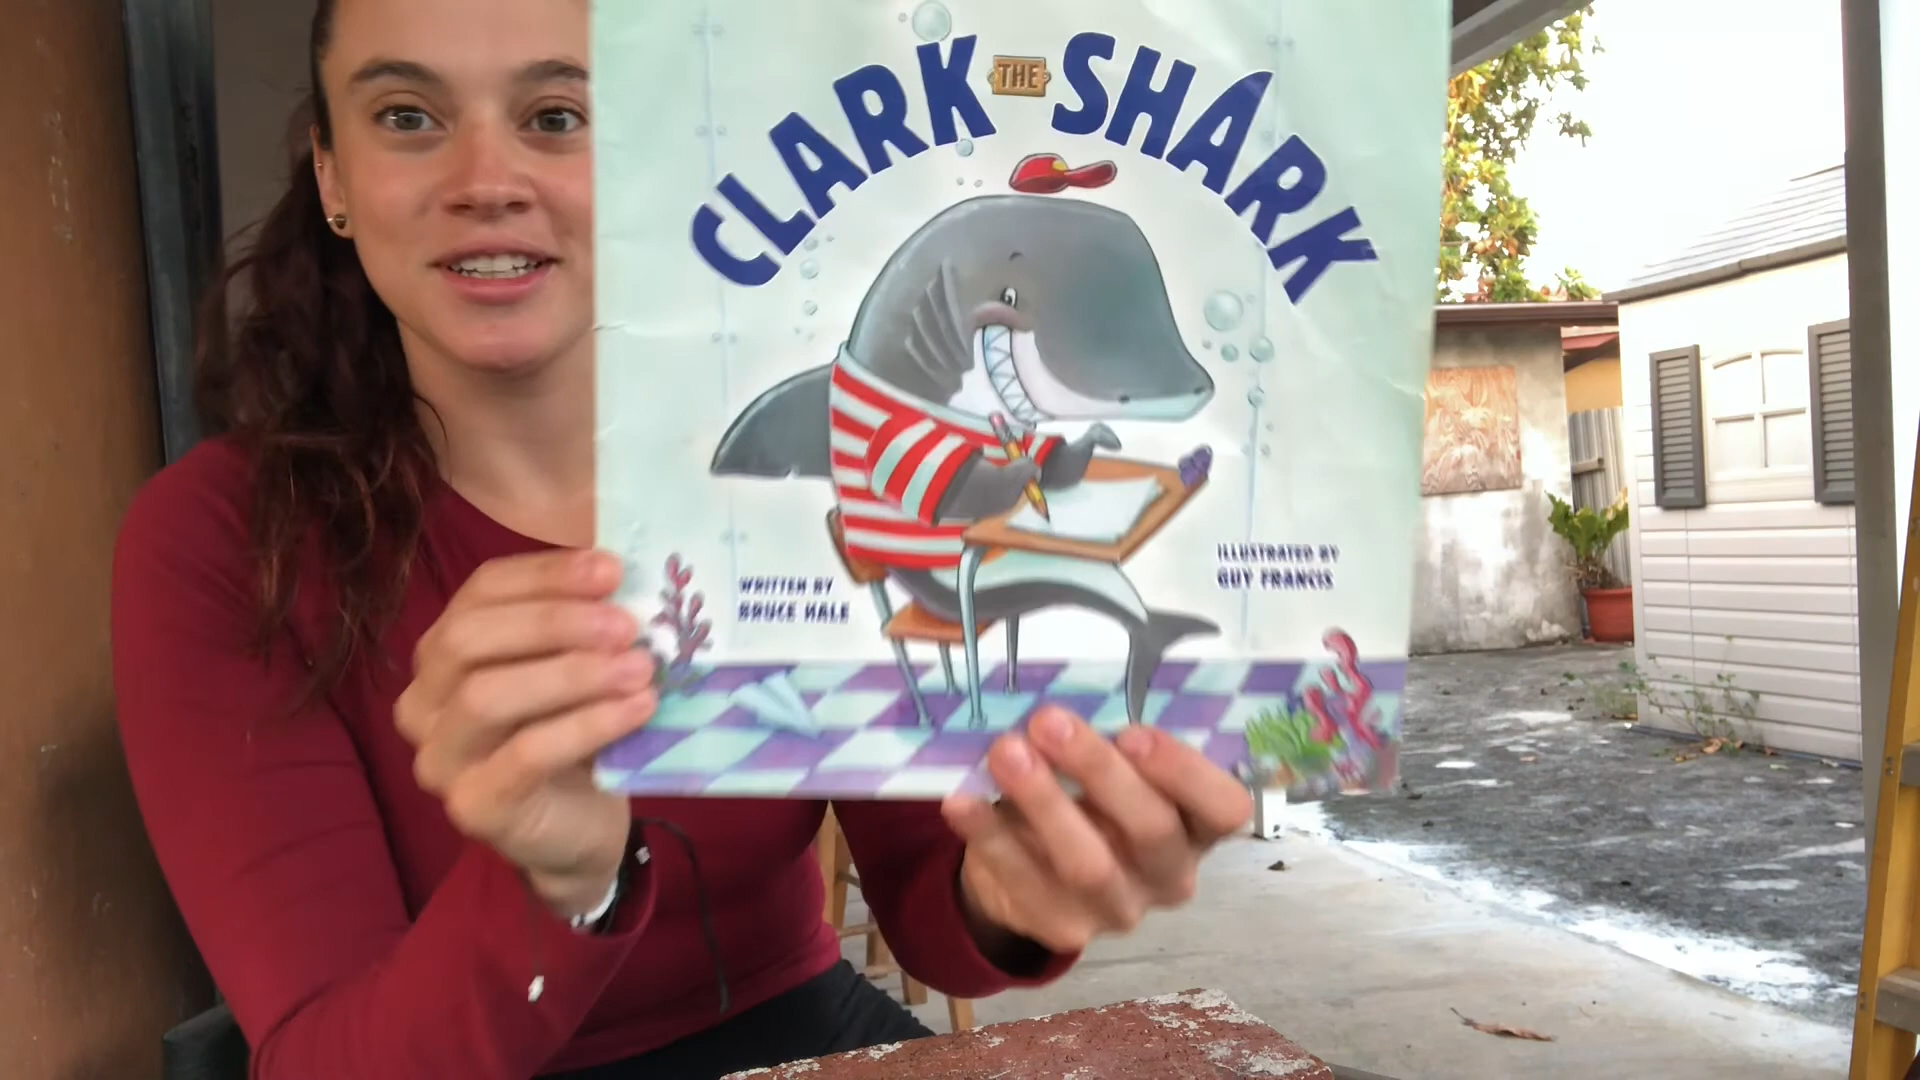 CLARK THE SHARK
WRITTEN BY
BRUCE HALE
ILLUSTRATED BY
GUY FRANCIS